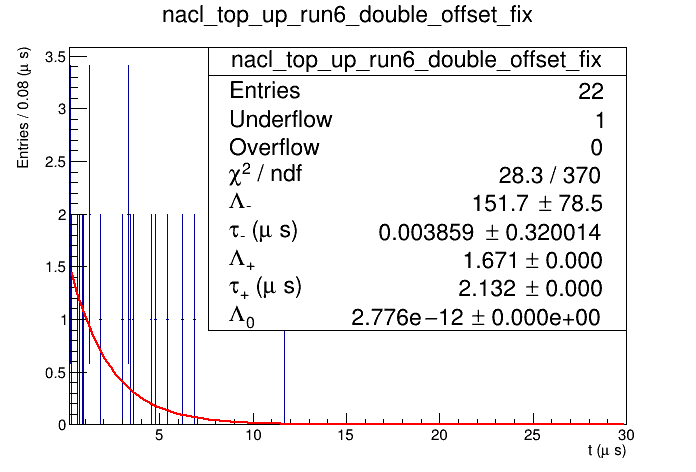 nacl_top_up_run6_double_offset_fix
Entries / 0.08 (μ s)
nacl_top_up_run6_double_offset_fix
Entries 22
Underflow 1
Overflow 0
χ² / ndf 28.3 / 370
Λ₋ 151.7 ± 78.5
τ₋ (μ s) 0.003859 ± 0.320014
Λ₊ 1.671 ± 0.000
τ₊ (μ s) 2.132 ± 0.000
Λ₀ 2.776e−12 ± 0.000e+00
3.5
3
2.5
2
1.5
1
0.5
0
5 10 15 20 25 30
t (μ s)